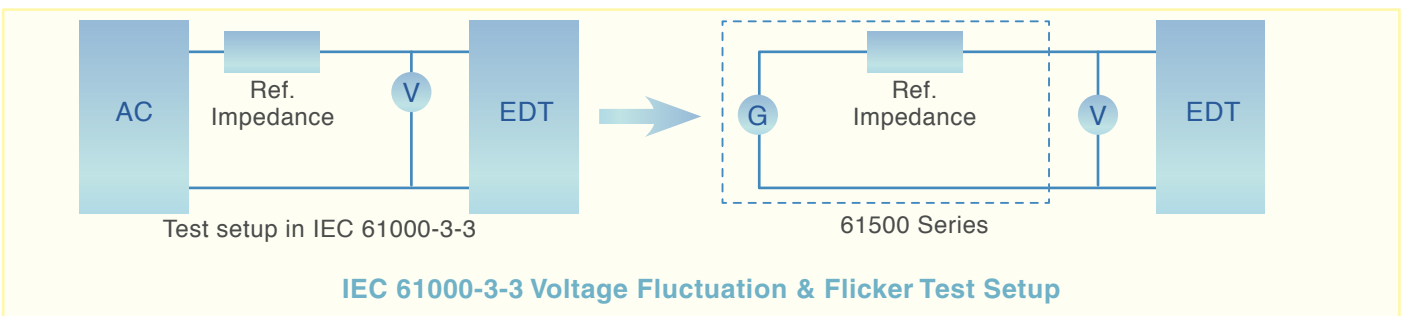 AC
Ref.
Impedance
V
EDT
Test setup in IEC 61000-3-3
G
Ref.
Impedance
V
EDT
61500 Series
IEC 61000-3-3 Voltage Fluctuation & Flicker Test Setup